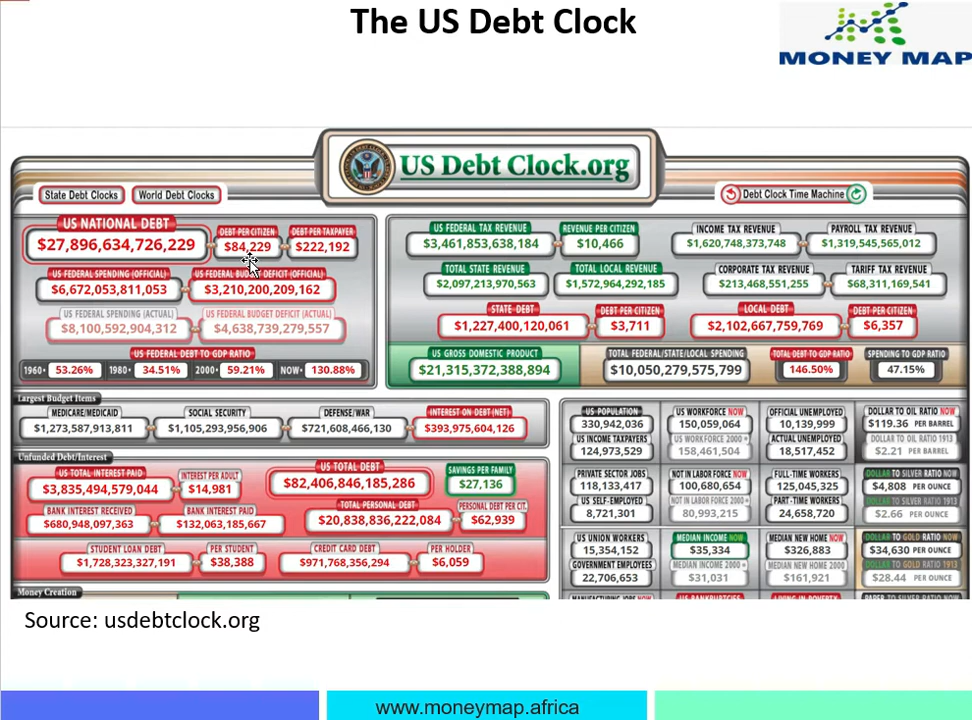 The US Debt Clock
MONEY MAP
US Debt Clock.org
State Debt Clocks
World Debt Clocks
Debt Clock Time Machine
US NATIONAL DEBT
$27,896,634,726,229
DEBT PER CITIZEN
$84,229
DEBT PER TAXPAYER
$222,192
US FEDERAL SPENDING (OFFICIAL)
$6,672,053,811,053
US FEDERAL BUDGET DEFICIT (OFFICIAL)
$3,210,200,209,162
US FEDERAL SPENDING (ACTUAL)
$8,100,592,904,312
US FEDERAL BUDGET DEFICIT (ACTUAL)
$4,638,739,279,557
US FEDERAL DEBT TO GDP RATIO
1960• 53.26% 1980• 34.51% 2000• 59.21% NOW• 130.88%
US FEDERAL TAX REVENUE
$3,461,853,638,184
REVENUE PER CITIZEN
$10,466
INCOME TAX REVENUE
$1,620,748,373,748
PAYROLL TAX REVENUE
$1,319,545,565,012
TOTAL STATE REVENUE
$2,097,213,970,563
TOTAL LOCAL REVENUE
$1,572,964,292,185
CORPORATE TAX REVENUE
$213,468,551,255
TARIFF TAX REVENUE
$68,311,169,541
STATE DEBT
$1,227,400,120,061
DEBT PER CITIZEN
$3,711
LOCAL DEBT
$2,102,667,759,769
DEBT PER CITIZEN
$6,357
US GROSS DOMESTIC PRODUCT
$21,315,372,388,894
TOTAL FEDERAL/STATE/LOCAL SPENDING
$10,050,279,575,799
TOTAL DEBT TO GDP RATIO
146.50%
SPENDING TO GDP RATIO
47.15%
Largest Budget Items
MEDICARE/MEDICAID
$1,273,587,913,811
SOCIAL SECURITY
$1,105,293,956,906
DEFENSE/WAR
$721,608,466,130
INTEREST ON DEBT (NET)
$393,975,604,126
Unfunded Debt/Interest
US TOTAL INTEREST PAID
$3,835,494,579,044
INTEREST PER ADULT
$14,981
US TOTAL DEBT
$82,406,846,185,286
SAVINGS PER FAMILY
$27,136
BANK INTEREST RECEIVED
$680,948,097,363
BANK INTEREST PAID
$132,063,185,667
TOTAL PERSONAL DEBT
$20,838,836,222,084
PERSONAL DEBT PER CIT.
$62,939
STUDENT LOAN DEBT
$1,728,323,327,191
PER STUDENT
$38,388
CREDIT CARD DEBT
$971,768,356,294
PER HOLDER
$6,059
Money Creation
US POPULATION
330,942,036
US WORKFORCE NOW
150,059,064
OFFICIAL UNEMPLOYED
10,139,999
DOLLAR TO OIL RATIO NOW
$119.36 PER BARREL
US INCOME TAXPAYERS
124,973,529
US WORKFORCE 2000
158,461,504
ACTUAL UNEMPLOYED
18,517,452
DOLLAR TO OIL RATIO 1913
$2.21 PER BARREL
PRIVATE SECTOR JOBS
118,133,417
NOT IN LABOR FORCE NOW
100,680,654
FULL-TIME WORKERS
125,045,325
DOLLAR TO SILVER RATIO NOW
$4,808 PER OUNCE
US SELF-EMPLOYED
8,721,301
NOT IN LABOR FORCE 2000
80,993,215
PART-TIME WORKERS
24,658,720
DOLLAR TO SILVER RATIO 1913
$2.66 PER OUNCE
US UNION WORKERS
15,354,152
MEDIAN INCOME NOW
$35,334
MEDIAN NEW HOME NOW
$326,883
DOLLAR TO GOLD RATIO NOW
$34,630 PER OUNCE
GOVERNMENT EMPLOYEES
22,706,653
MEDIAN INCOME 2000
$31,031
MEDIAN NEW HOME 2000
$161,921
DOLLAR TO GOLD RATIO 1913
$28.44 PER OUNCE
Source: usdebtclock.org
www.moneymap.africa